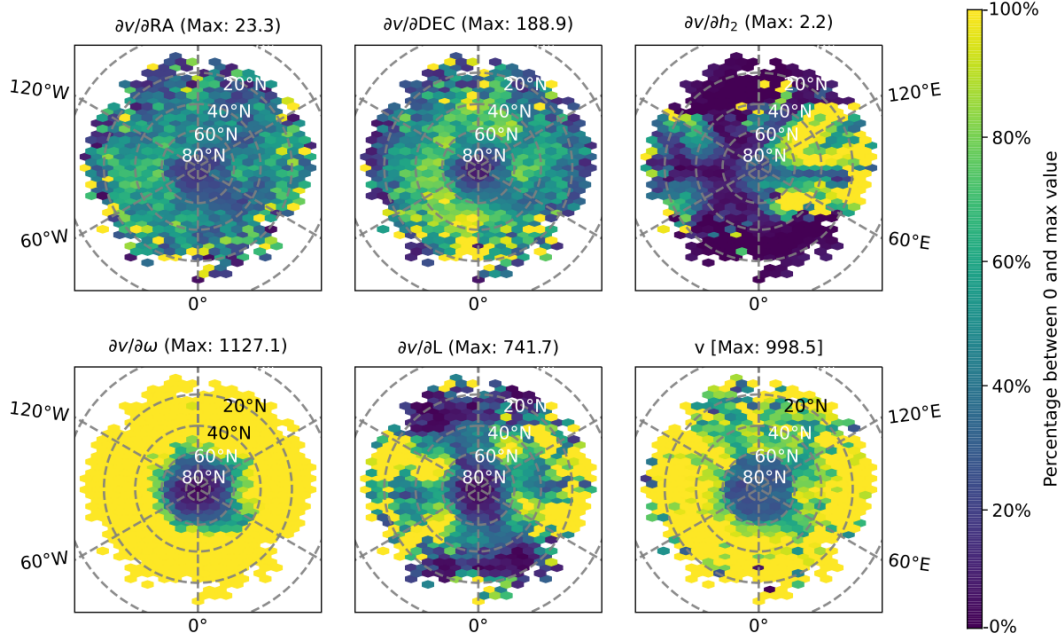 ∂v/∂RA (Max: 23.3)
∂v/∂DEC (Max: 188.9)
∂v/∂h₂ (Max: 2.2)
120°W
20°N
40°N
60°N
80°N
60°W
0°
20°N
40°N
60°N
80°N
0°
20°N
40°N
60°N
80°N
120°E
60°E
0°
∂v/∂ω (Max: 1127.1)
∂v/∂L (Max: 741.7)
v [Max: 998.5]
120°W
20°N
40°N
60°N
80°N
60°W
0°
20°N
40°N
60°N
80°N
0°
20°N
40°N
60°N
80°N
120°E
60°E
0°
100%
80%
60%
40%
20%
0%
Percentage between 0 and max value